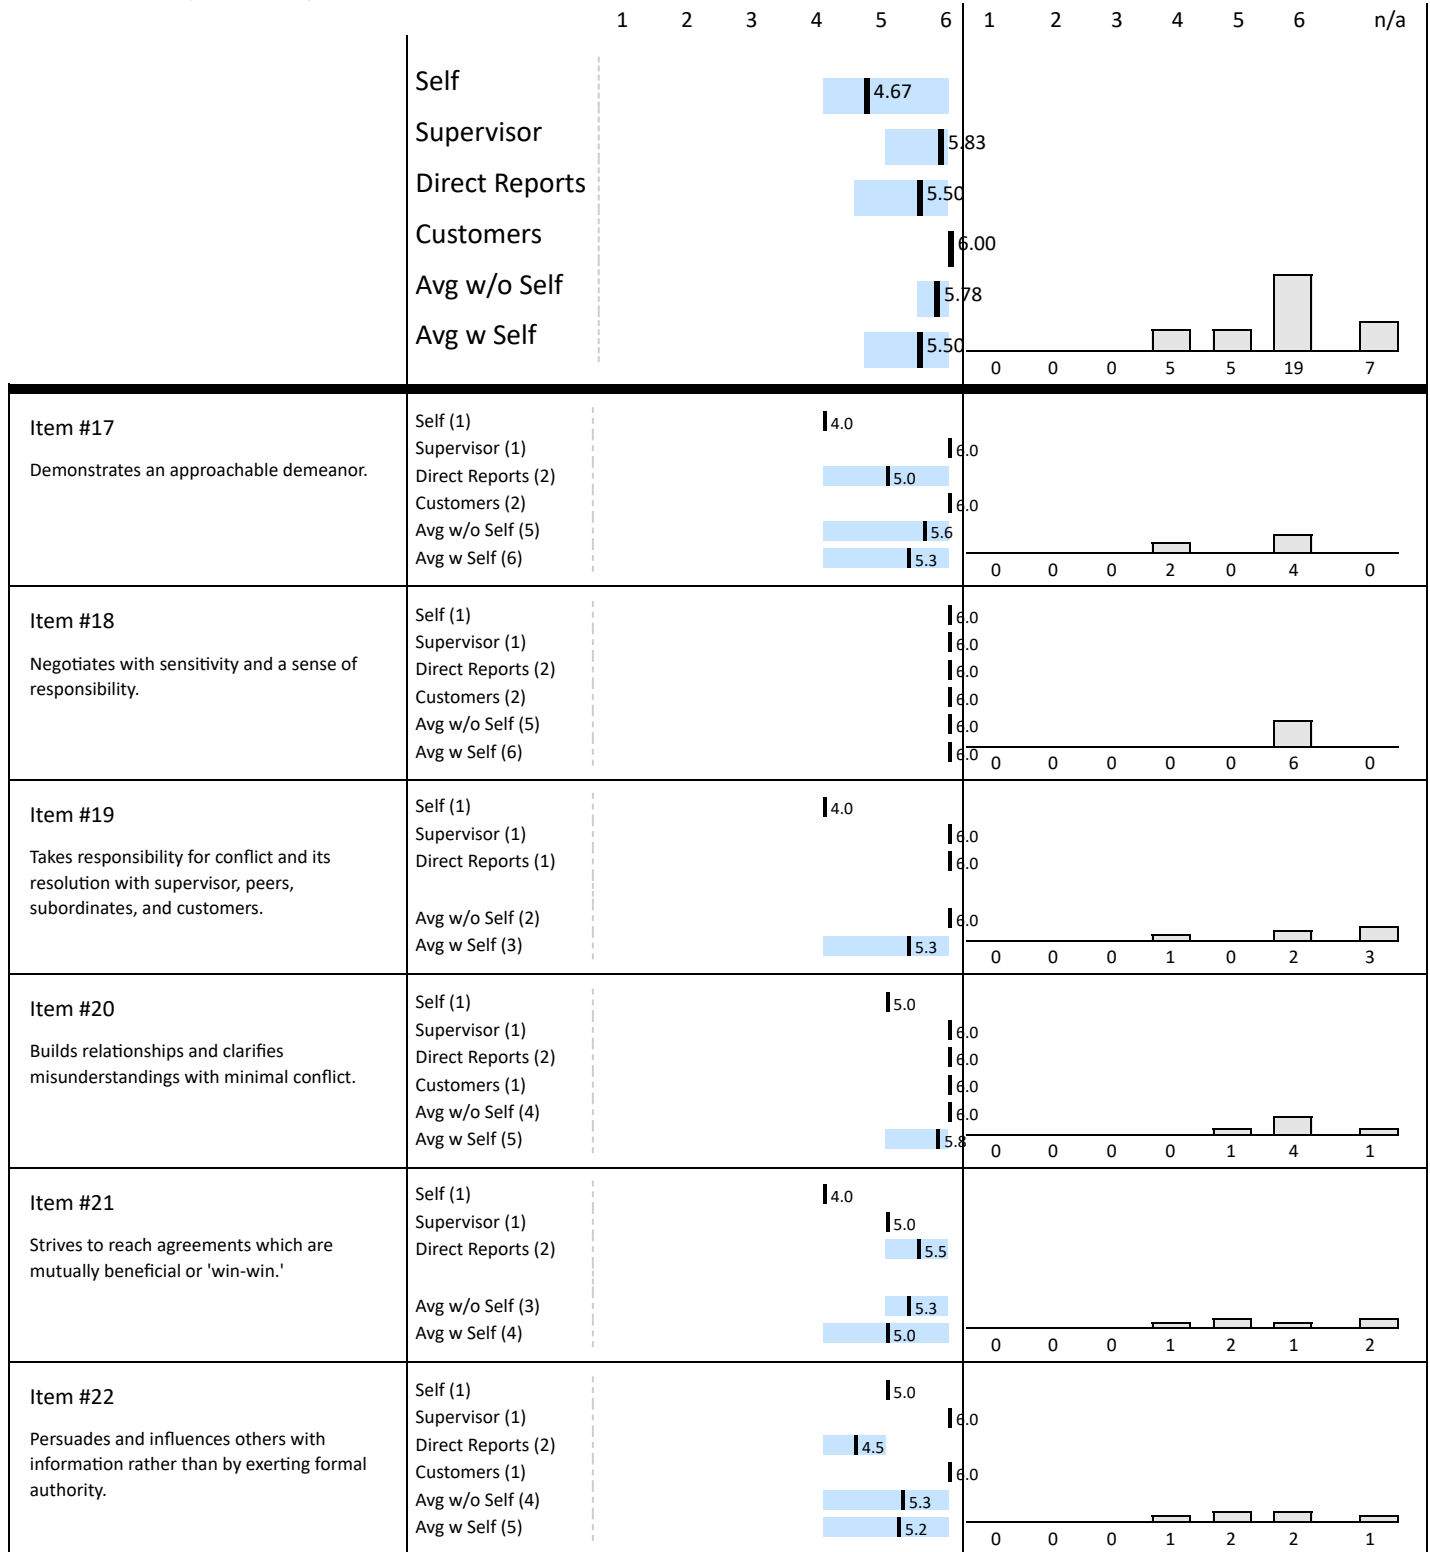 1 2 3 4 5 6 1 2 3 4 5 6 n/a
Self 4.67
Supervisor 5.83
Direct Reports 5.50
Customers 6.00
Avg w/o Self 5.78
Avg w Self 5.50
0 0 0 5 5 19 7
Item #17
Demonstrates an approachable demeanor.
Self (1) 4.0
Supervisor (1) 6.0
Direct Reports (2) 5.0
Customers (2) 6.0
Avg w/o Self (5) 5.6
Avg w Self (6) 5.3
0 0 0 2 0 4 0
Item #18
Negotiates with sensitivity and a sense of
responsibility.
Self (1) 6.0
Supervisor (1) 6.0
Direct Reports (2) 6.0
Customers (2) 6.0
Avg w/o Self (5) 6.0
Avg w Self (6) 6.0
0 0 0 0 0 6 0
Item #19
Takes responsibility for conflict and its
resolution with supervisor, peers,
subordinates, and customers.
Self (1) 4.0
Supervisor (1) 6.0
Direct Reports (1) 6.0
Avg w/o Self (2) 6.0
Avg w Self (3) 5.3
0 0 0 1 0 2 3
Item #20
Builds relationships and clarifies
misunderstandings with minimal conflict.
Self (1) 5.0
Supervisor (1) 6.0
Direct Reports (2) 6.0
Customers (1) 6.0
Avg w/o Self (4) 6.0
Avg w Self (5) 5.8
0 0 0 0 1 4 1
Item #21
Strives to reach agreements which are
mutually beneficial or 'win-win.'
Self (1) 4.0
Supervisor (1) 5.0
Direct Reports (2) 5.5
Avg w/o Self (3) 5.3
Avg w Self (4) 5.0
0 0 0 1 2 1 2
Item #22
Persuades and influences others with
information rather than by exerting formal
authority.
Self (1) 5.0
Supervisor (1) 6.0
Direct Reports (2) 4.5
Customers (1) 6.0
Avg w/o Self (4) 5.3
Avg w Self (5) 5.2
0 0 0 1 2 2 1